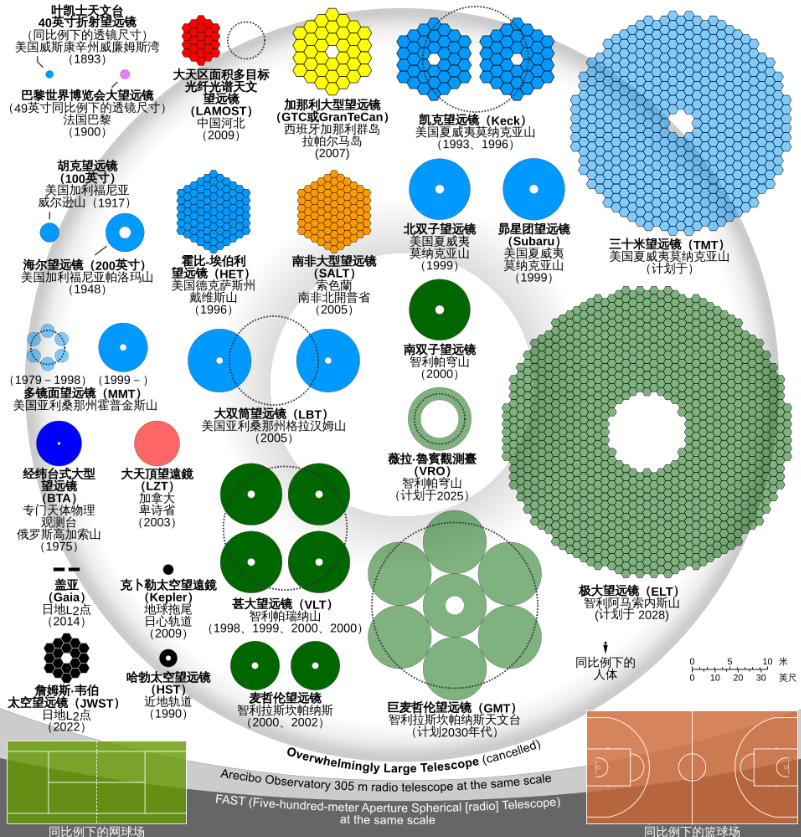 叶凯士天文台
40英寸折射望远镜
(同比例下的透镜尺寸)
美国威斯康辛州威廉姆斯湾
(1893)
巴黎世界博览会大望远镜
(49英寸同比例下的透镜尺寸)
法国巴黎
(1900)
大天区面积多目标
光纤光谱天文
望远镜
(LAMOST)
中国河北
(2009)
加那利大型望远镜
(GTC或GranTeCan)
西班牙加那利群岛
拉帕尔马岛
(2007)
凯克望远镜(Keck)
美国夏威夷莫纳克亚山
(1993、1996)
三十米望远镜(TMT)
美国夏威夷莫纳克亚山
(计划于)
胡克望远镜
(100英寸)
美国加利福尼亚
威尔逊山(1917)
海尔望远镜(200英寸)
美国加利福尼亚帕洛玛山
(1948)
霍比·埃伯利
望远镜(HET)
美国德克萨斯州
戴维斯山
(1996)
南非大型望远镜
(SALT)
索色蘭
南非北開普省
(2005)
北双子望远镜
美国夏威夷
莫纳克亚山
(1999)
昴星团望远镜
(Subaru)
美国夏威夷
莫纳克亚山
(1999)
南双子望远镜
智利帕穹山
(2000)
(1979－1998)
(1999－)
多镜面望远镜(MMT)
美国亚利桑那州霍普金斯山
大双筒望远镜(LBT)
美国亚利桑那州格拉汉姆山
(2005)
薇拉·魯賓觀測臺
(VRO)
智利帕穹山
(计划于2025)
经纬台式大型
望远镜
(BTA)
专门天体物理
观测台
俄罗斯高加索山
(1975)
大天頂望遠鏡
(LZT)
加拿大
卑诗省
(2003)
甚大望远镜(VLT)
智利帕瑞纳山
(1998、1999、2000、2000)
极大望远镜(ELT)
智利阿马索内斯山
(计划于 2028)
盖亚
(Gaia)
日地L2点
(2014)
克卜勒太空望遠鏡
(Kepler)
地球拖尾
日心轨道
(2009)
詹姆斯·韦伯
太空望远镜(JWST)
日地L2点
(2022)
哈勃太空望远镜
(HST)
近地轨道
(1990)
麦哲伦望远镜
智利拉斯坎帕纳斯
(2000、2002)
巨麦哲伦望远镜(GMT)
智利拉斯坎帕纳斯天文台
(计划2030年代)
同比例下的
人体
0 5 10 米
0 10 20 30 英尺
Overwhelmingly Large Telescope (cancelled)
Arecibo Observatory 305 m radio telescope at the same scale
FAST (Five-hundred-meter Aperture Spherical [radio] Telescope)
at the same scale
同比例下的网球场
同比例下的篮球场